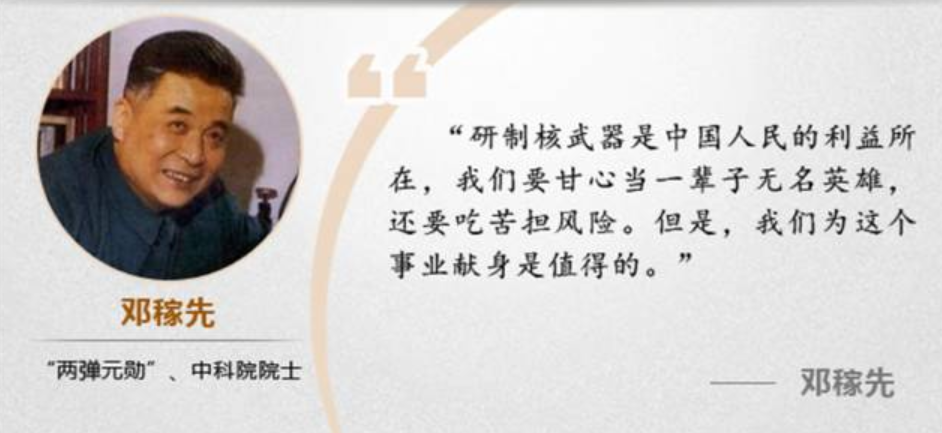 邓稼先
“两弹元勋”、中科院院士
“研制核武器是中国人民的利益所
在，我们要甘心当一辈子无名英雄，
还要吃苦担风险。但是，我们为这个
事业献身是值得的。”
—— 邓稼先